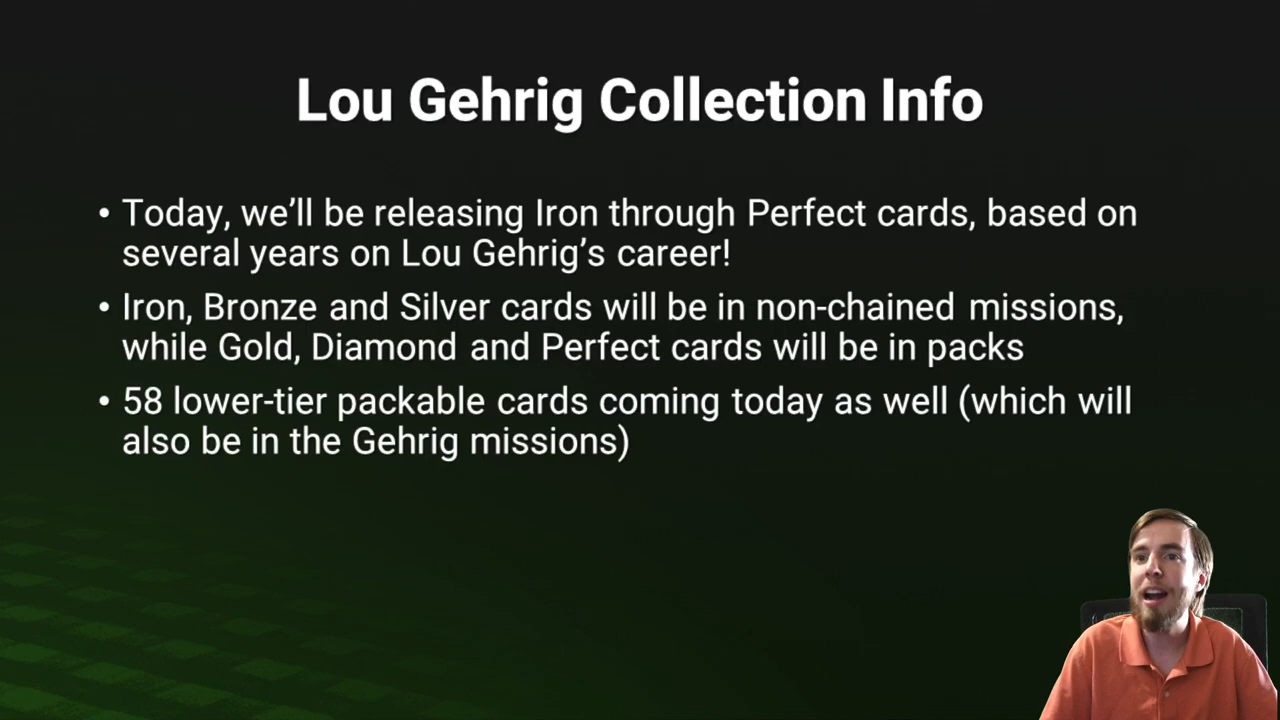 Lou Gehrig Collection Info
• Today, we’ll be releasing Iron through Perfect cards, based on
several years on Lou Gehrig’s career!
• Iron, Bronze and Silver cards will be in non-chained missions,
while Gold, Diamond and Perfect cards will be in packs
• 58 lower-tier packable cards coming today as well (which will
also be in the Gehrig missions)